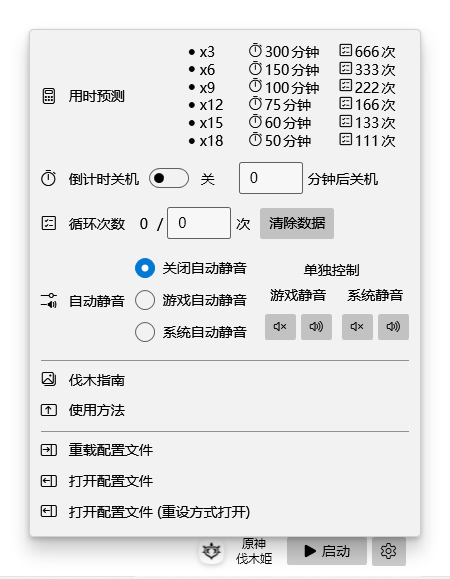 用时预测
• x3 300分钟 666次
• x6 150分钟 333次
• x9 100分钟 222次
• x12 75分钟 166次
• x15 60分钟 133次
• x18 50分钟 111次
倒计时关机 关 0 分钟后关机
循环次数 0 / 0 次 清除数据
自动静音
关闭自动静音
游戏自动静音
系统自动静音
单独控制
游戏静音 系统静音
伐木指南
使用方法
重载配置文件
打开配置文件
打开配置文件 (重设方式打开)
原神
伐木姬
启动